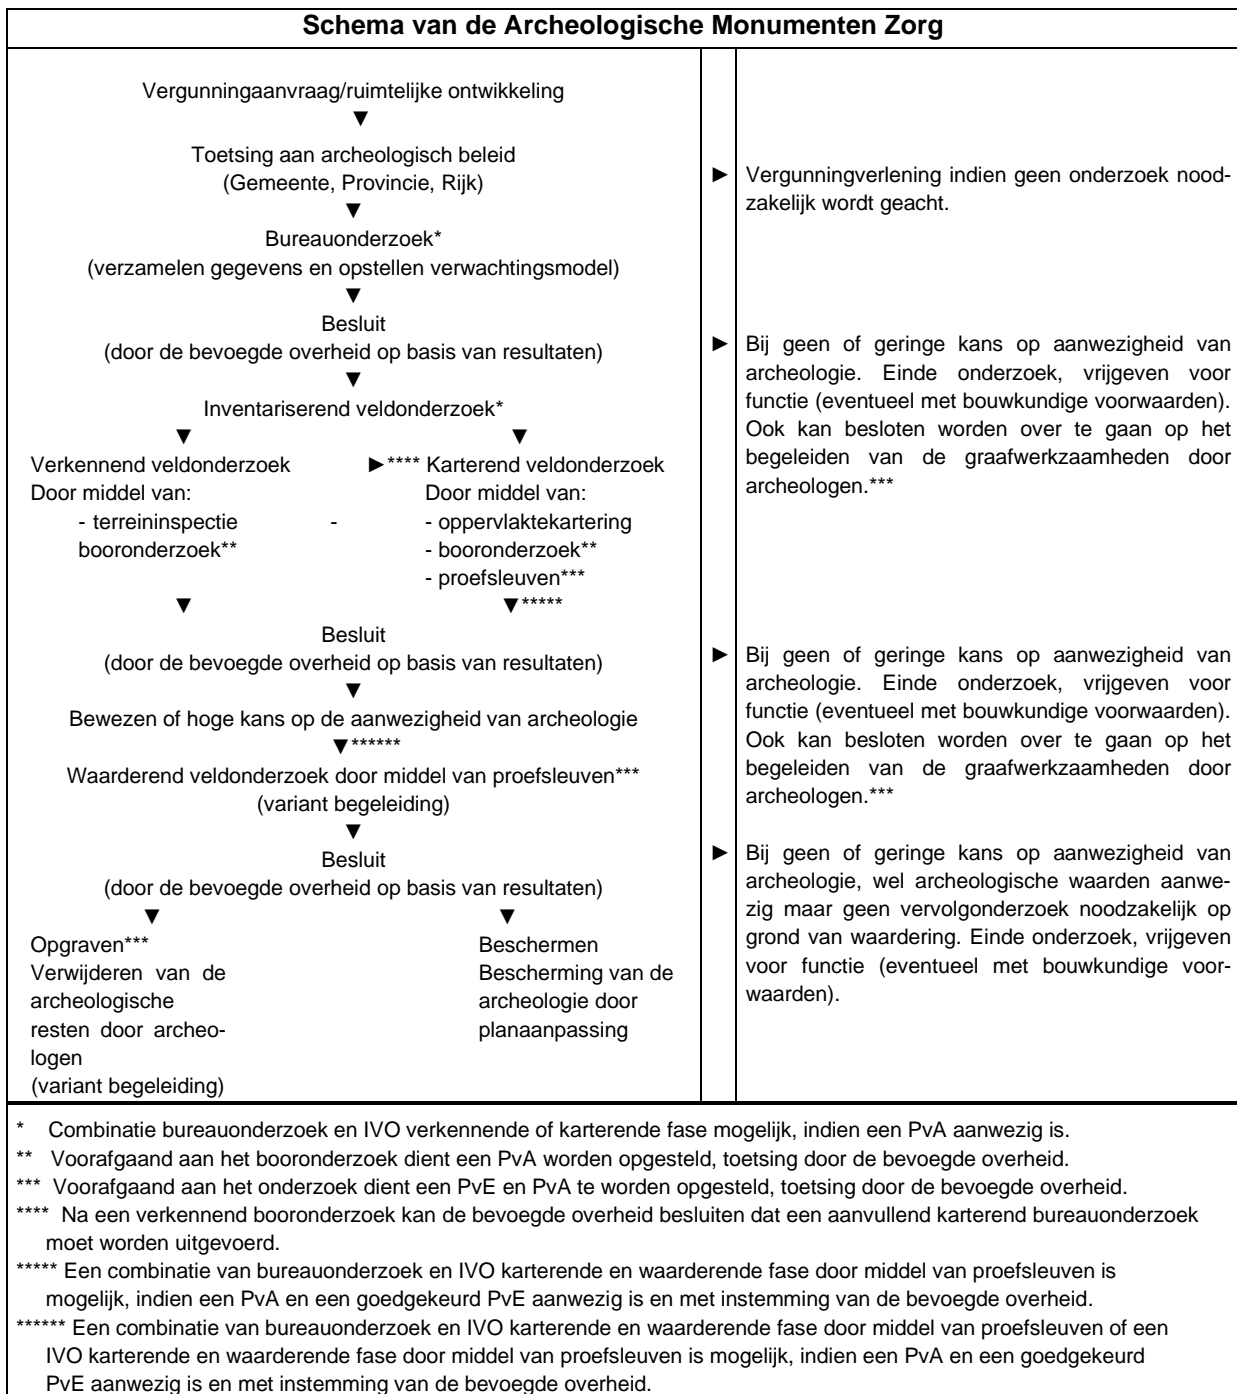 Schema van de Archeologische Monumenten Zorg
Vergunningaanvraag/ruimtelijke ontwikkeling
▼
Toetsing aan archeologisch beleid
(Gemeente, Provincie, Rijk)
▼
Bureauonderzoek*
(verzamelen gegevens en opstellen verwachtingsmodel)
▼
Besluit
(door de bevoegde overheid op basis van resultaten)
▼
Inventariserend veldonderzoek*
▼ ▼
Verkennend veldonderzoek ►**** Karterend veldonderzoek
Door middel van: Door middel van:
- terreininspectie - - oppervlaktekartering
booronderzoek** - booronderzoek**
- proefsleuven***
▼ ▼*****
Besluit
(door de bevoegde overheid op basis van resultaten)
▼
Bewezen of hoge kans op de aanwezigheid van archeologie
▼******
Waarderend veldonderzoek door middel van proefsleuven***
(variant begeleiding)
▼
Besluit
(door de bevoegde overheid op basis van resultaten)
▼ ▼
Opgraven*** Beschermen
Verwijderen van de Bescherming van de
archeologische archeologie door
resten door archeo- planaanpassing
logen
(variant begeleiding)
► Vergunningverlening indien geen onderzoek nood-
zakelijk wordt geacht.
► Bij geen of geringe kans op aanwezigheid van
archeologie. Einde onderzoek, vrijgeven voor
functie (eventueel met bouwkundige voorwaarden).
Ook kan besloten worden over te gaan op het
begeleiden van de graafwerkzaamheden door
archeologen.***
► Bij geen of geringe kans op aanwezigheid van
archeologie. Einde onderzoek, vrijgeven voor
functie (eventueel met bouwkundige voorwaarden).
Ook kan besloten worden over te gaan op het
begeleiden van de graafwerkzaamheden door
archeologen.***
► Bij geen of geringe kans op aanwezigheid van
archeologie, wel archeologische waarden aanwe-
zig maar geen vervolgonderzoek noodzakelijk op
grond van waardering. Einde onderzoek, vrijgeven
voor functie (eventueel met bouwkundige voor-
waarden).
* Combinatie bureauonderzoek en IVO verkennende of karterende fase mogelijk, indien een PvA aanwezig is.
** Voorafgaand aan het booronderzoek dient een PvA worden opgesteld, toetsing door de bevoegde overheid.
*** Voorafgaand aan het onderzoek dient een PvE en PvA te worden opgesteld, toetsing door de bevoegde overheid.
**** Na een verkennend booronderzoek kan de bevoegde overheid besluiten dat een aanvullend karterend bureauonderzoek
moet worden uitgevoerd.
***** Een combinatie van bureauonderzoek en IVO karterende en waarderende fase door middel van proefsleuven is
mogelijk, indien een PvA en een goedgekeurd PvE aanwezig is en met instemming van de bevoegde overheid.
****** Een combinatie van bureauonderzoek en IVO karterende en waarderende fase door middel van proefsleuven of een
IVO karterende en waarderende fase door middel van proefsleuven is mogelijk, indien een PvA en een goedgekeurd
PvE aanwezig is en met instemming van de bevoegde overheid.